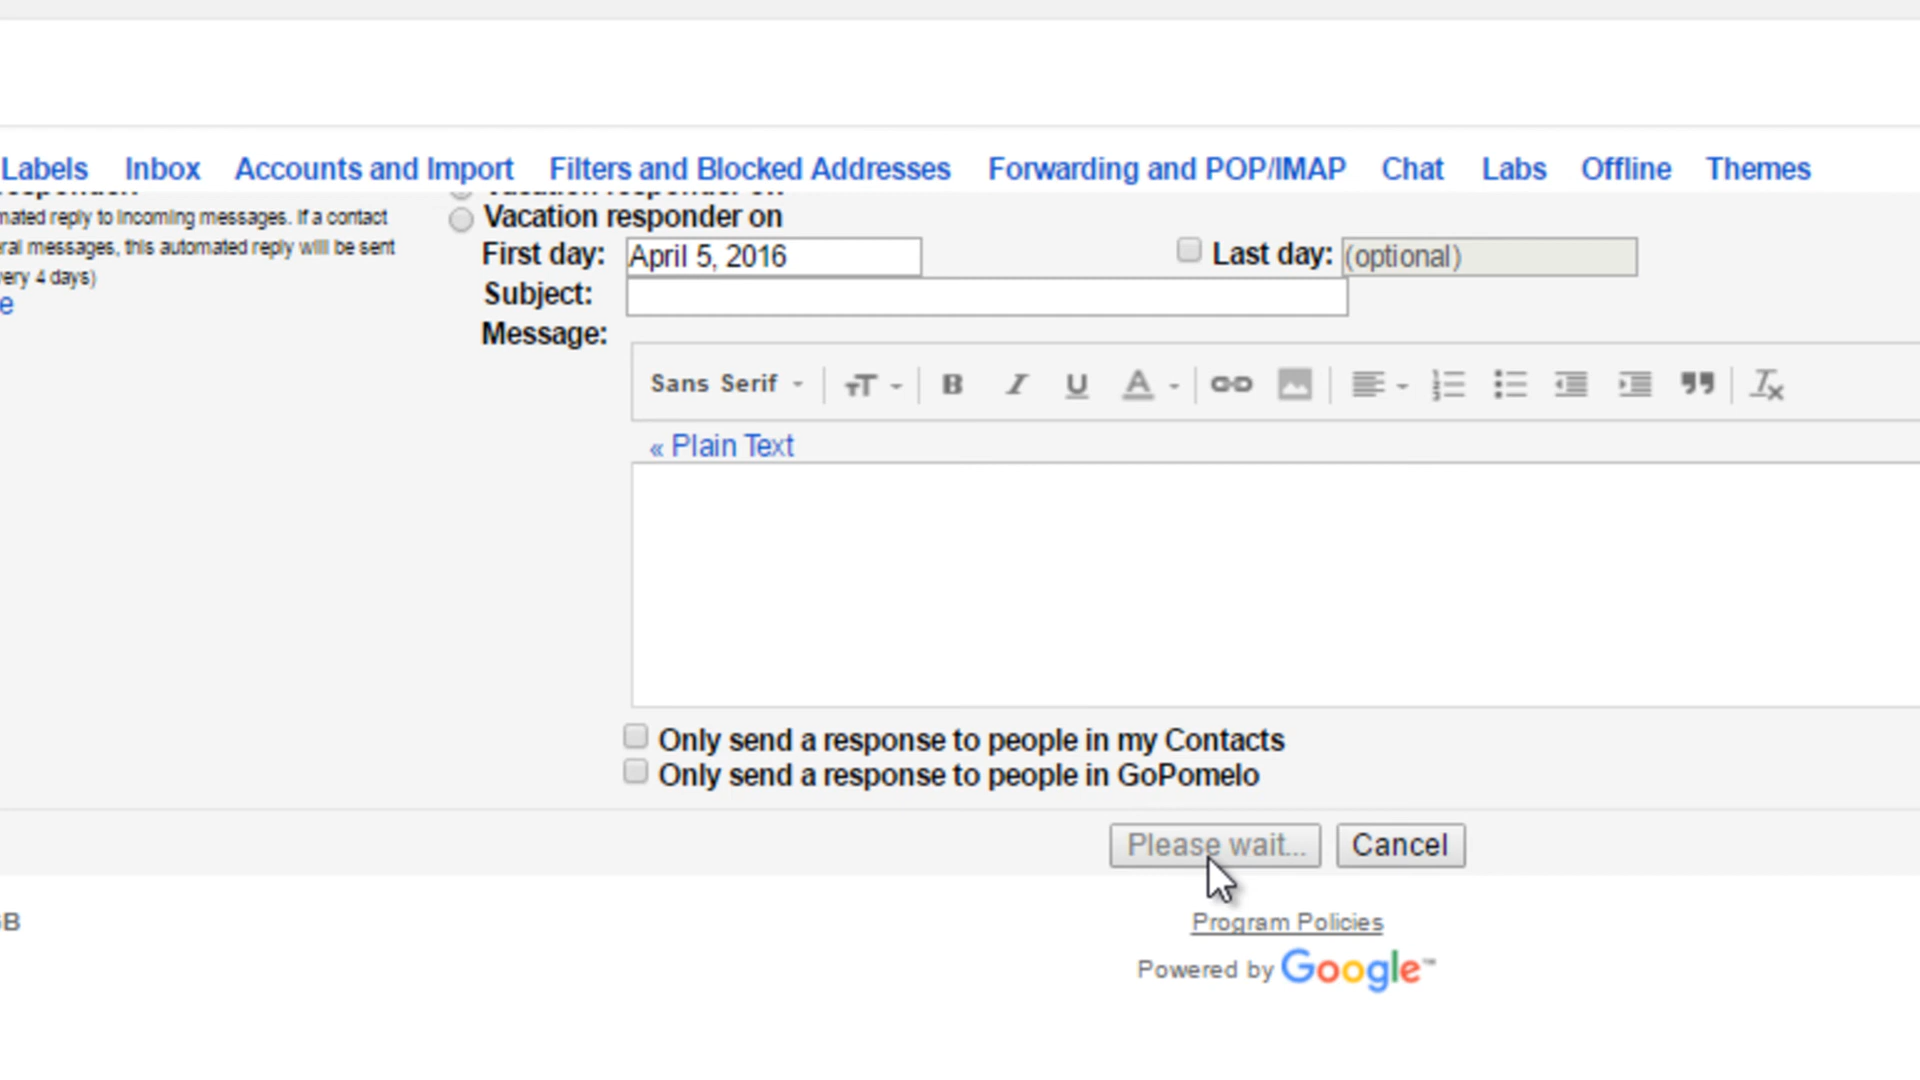 Labels Inbox Accounts and Import Filters and Blocked Addresses Forwarding and POP/IMAP Chat Labs Offline Themes
mated reply to incoming messages. If a contact
ral messages, this automated reply will be sent
very 4 days)
e
Vacation responder on
First day: April 5, 2016 Last day: (optional)
Subject:
Message:
Sans Serif
« Plain Text
Only send a response to people in my Contacts
Only send a response to people in GoPomelo
Please wait... Cancel
GB
Program Policies
Powered by Google™